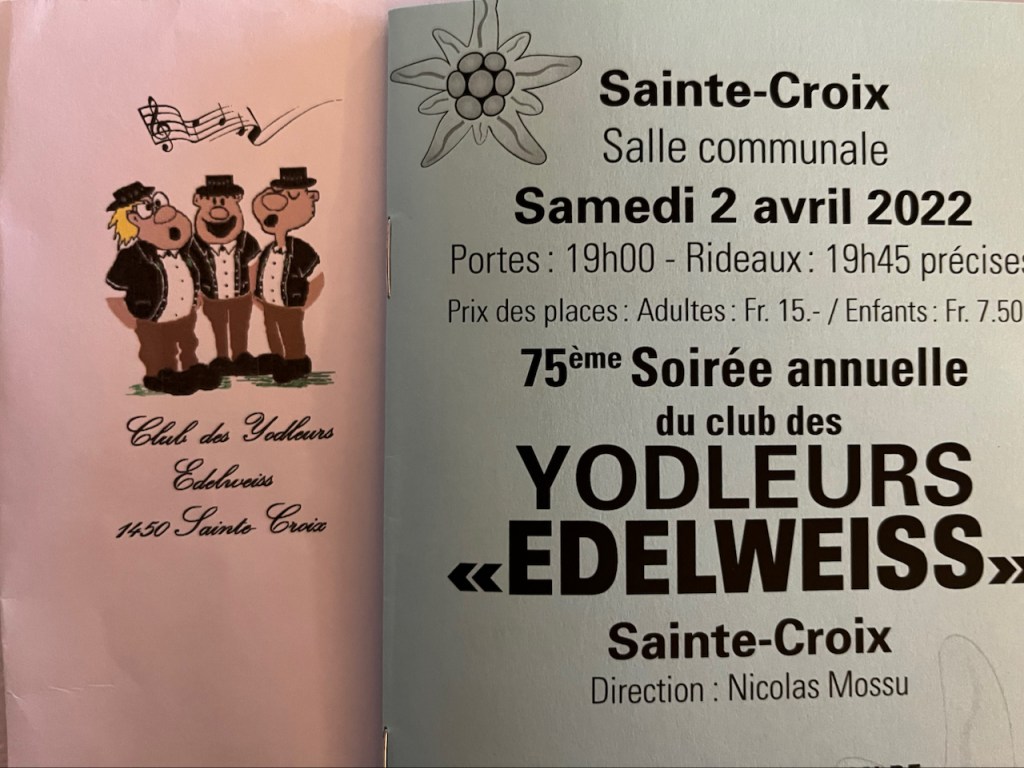 Club des Yodleurs
Edelweiss
1450 Sainte Croix
Sainte-Croix
Salle communale
Samedi 2 avril 2022
Portes : 19h00 - Rideaux : 19h45 précises
Prix des places : Adultes : Fr. 15.- / Enfants : Fr. 7.50
75ème Soirée annuelle
du club des
YODLEURS
«EDELWEISS»
Sainte-Croix
Direction : Nicolas Mossu